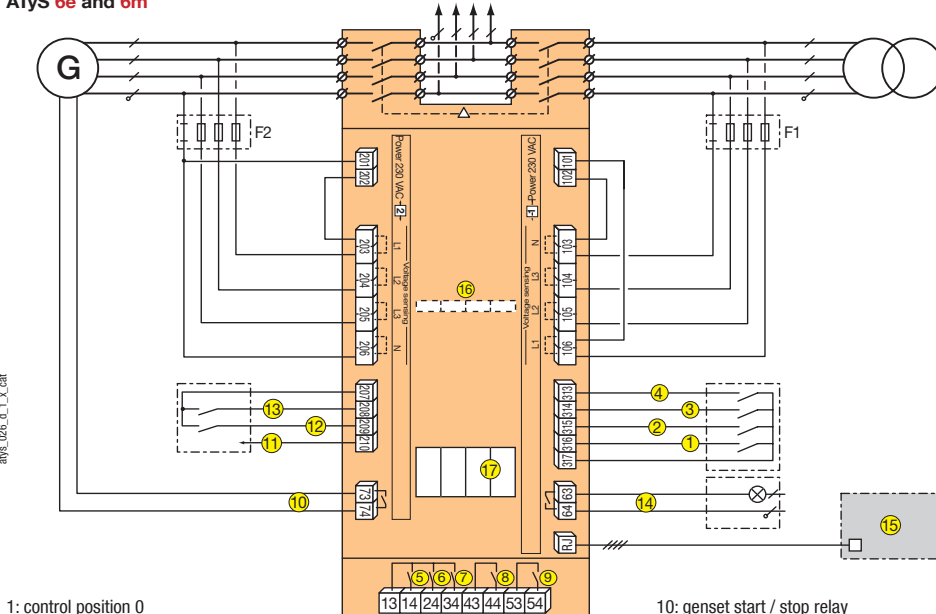 ATyS 6e and 6m
G
F2
F1
201
202
Power 230 VAC
2
Power 230 VAC
1
101
102
203
204
205
206
L1
L2
L3
N
Voltage sensing
16
Voltage sensing
N
L3
L2
L1
103
104
105
106
207
208
209
210
13
12
11
313
314
315
316
317
4
3
2
1
17
10
73
74
63
64
14
RJ
15
5
6
7
8
9
13 14 24 34 43 44 53 54
atys_026_d_1_x_cat
1: control position 0
10: genset start / stop relay